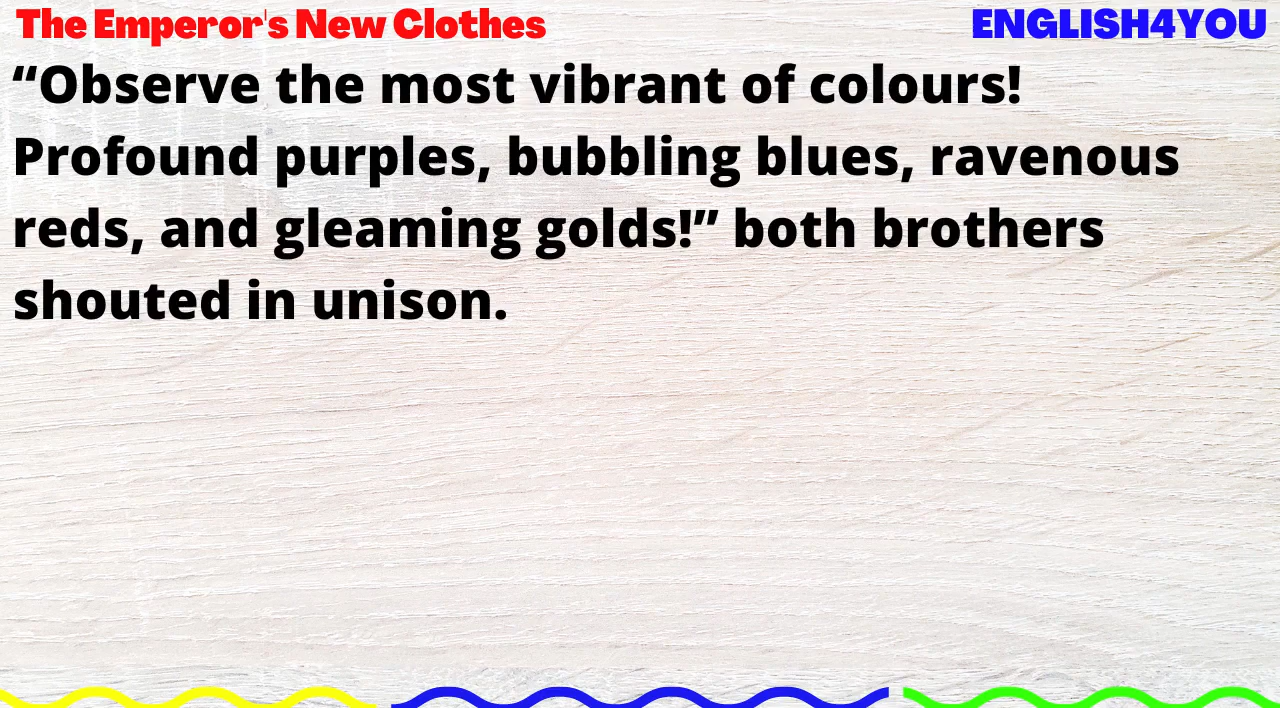 The Emperor's New Clothes
ENGLISH4YOU
“Observe the most vibrant of colours!
Profound purples, bubbling blues, ravenous
reds, and gleaming golds!” both brothers
shouted in unison.